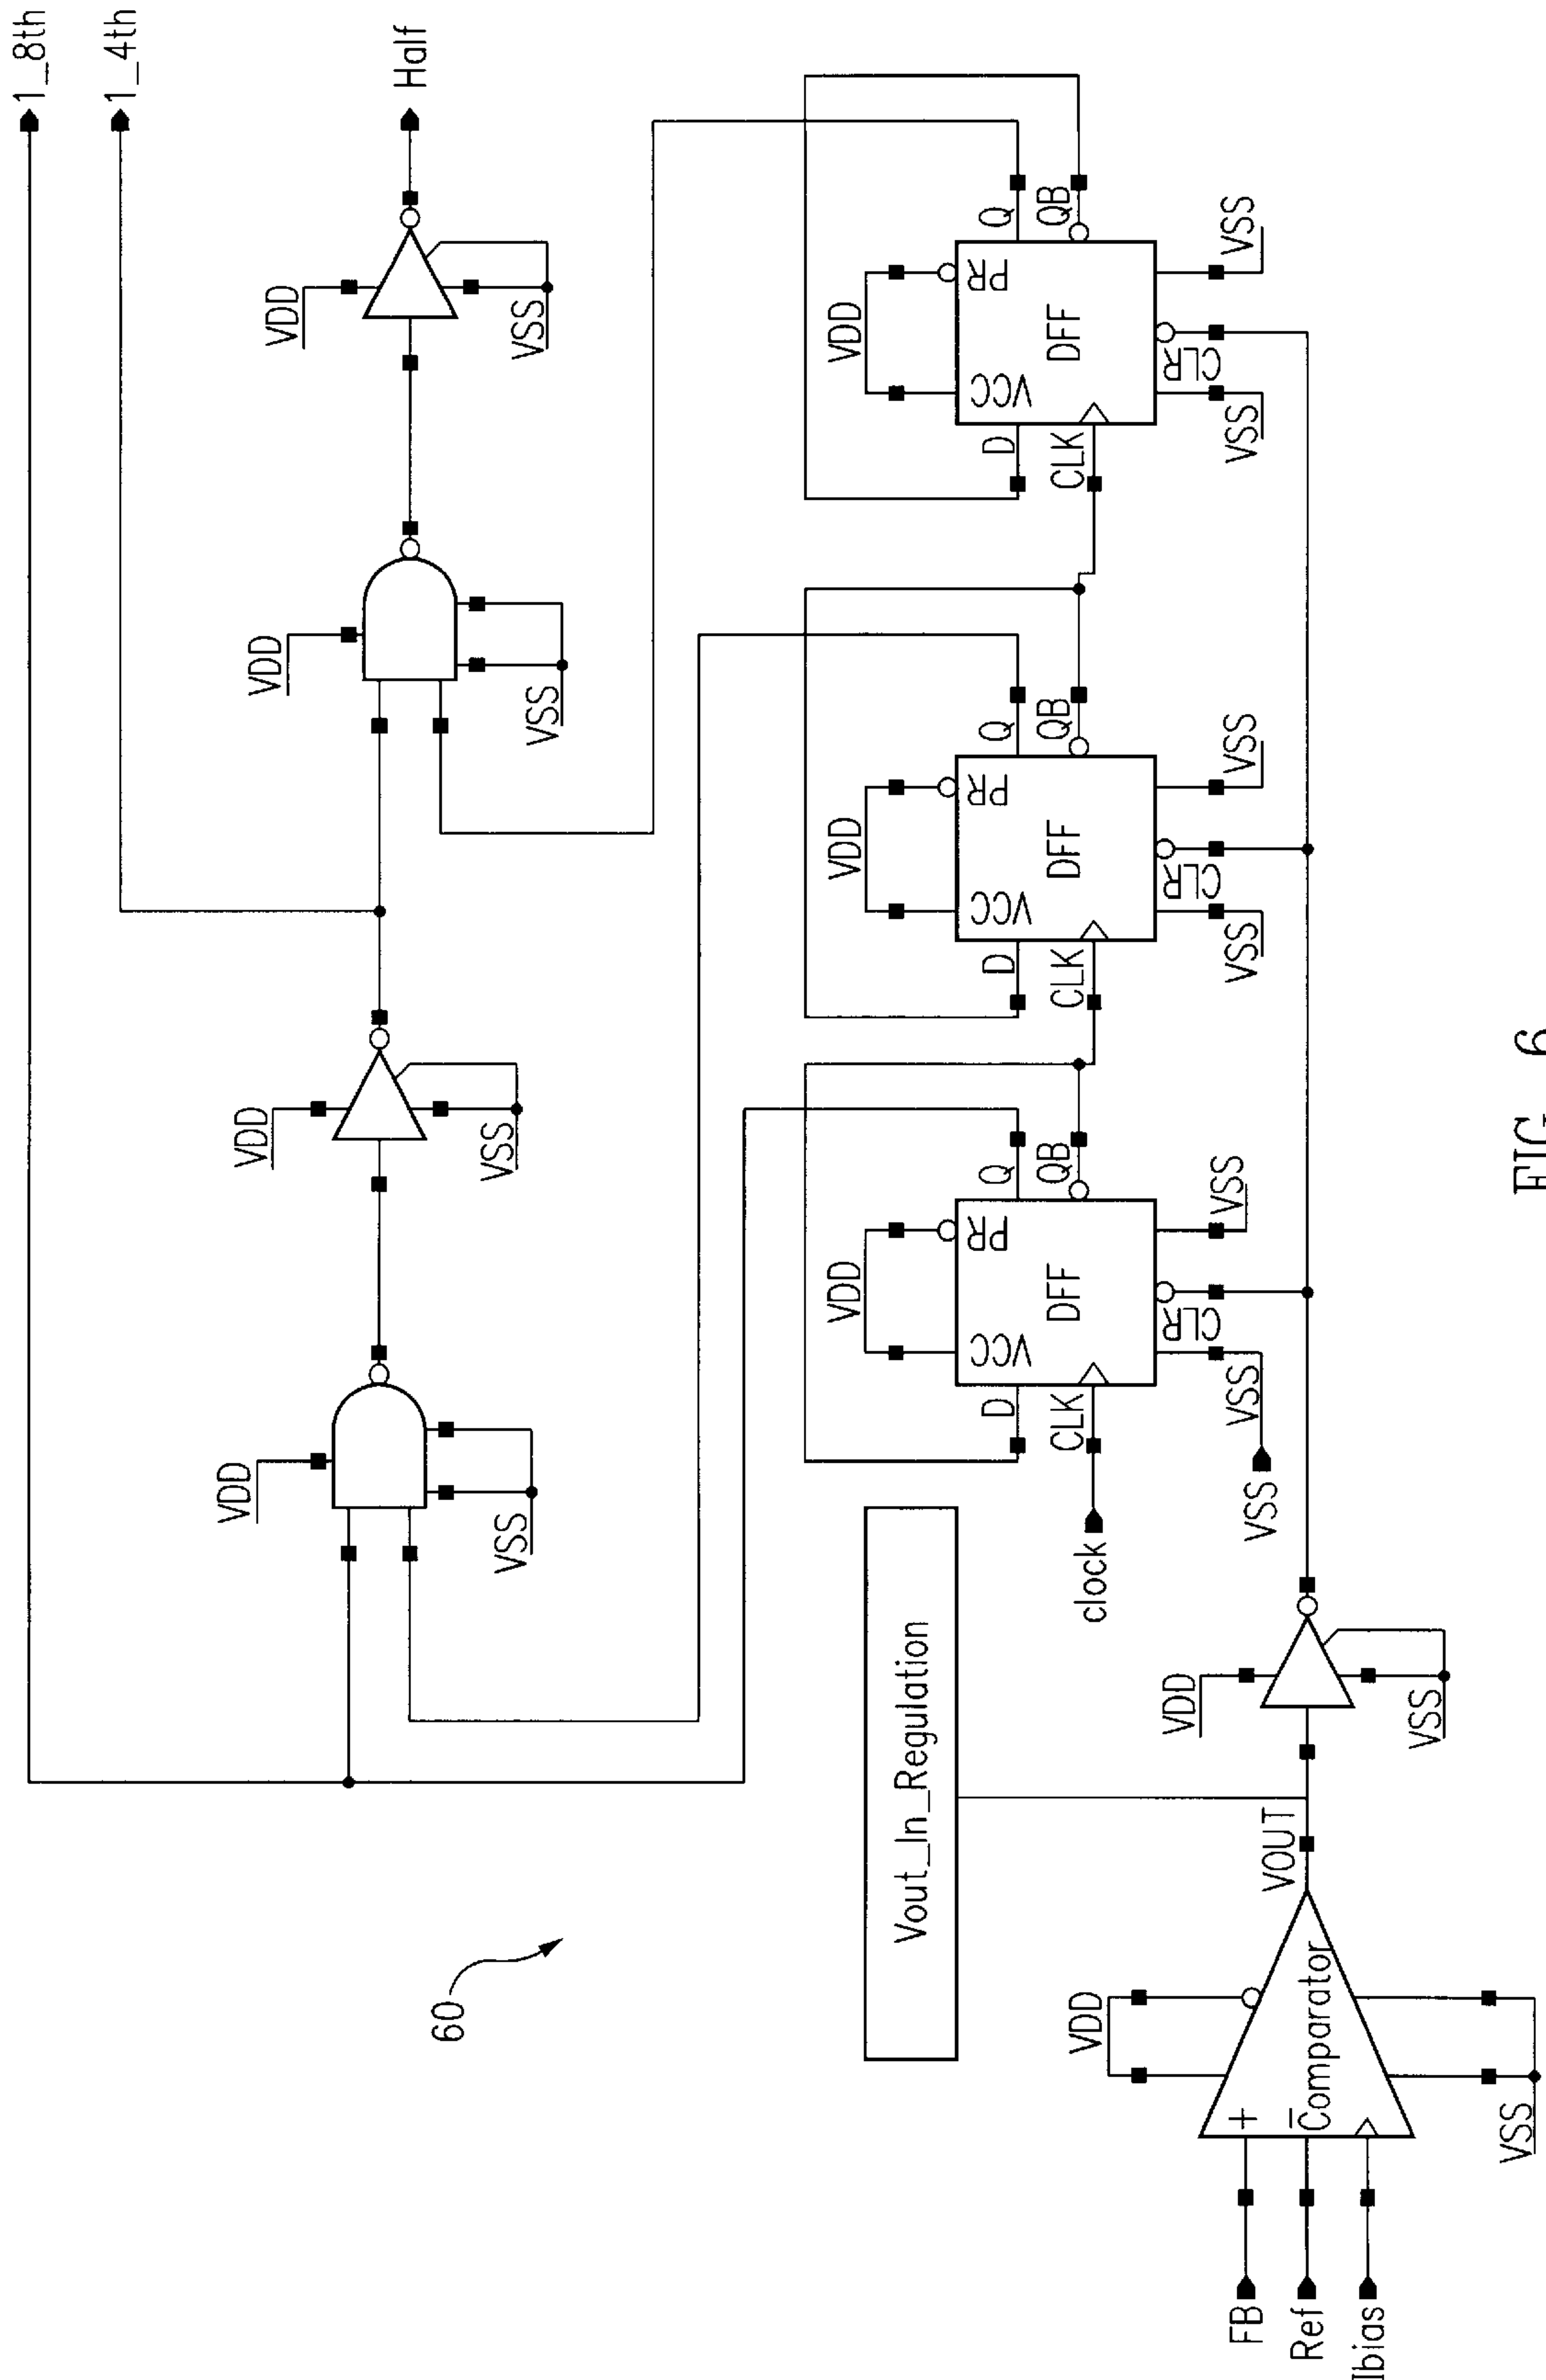 1_8th
1_4th
Half
VDD
VSS
VDD
VSS
VDD
VSS
VDD
VSS
VDD
VCC
PR
D
Q
DFF
CLK
QB
CLR
VSS
VSS
VDD
VCC
PR
D
Q
DFF
CLK
QB
CLR
VSS
VSS
VDD
VCC
PR
D
Q
DFF
CLK
QB
CLR
VSS
VSS
clock
VSS
Vout_In_Regulation
60
VDD
VSS
VDD
FB
Ref
Ibias
+
−
Comparator
VOUT
VSS
FIG. 6